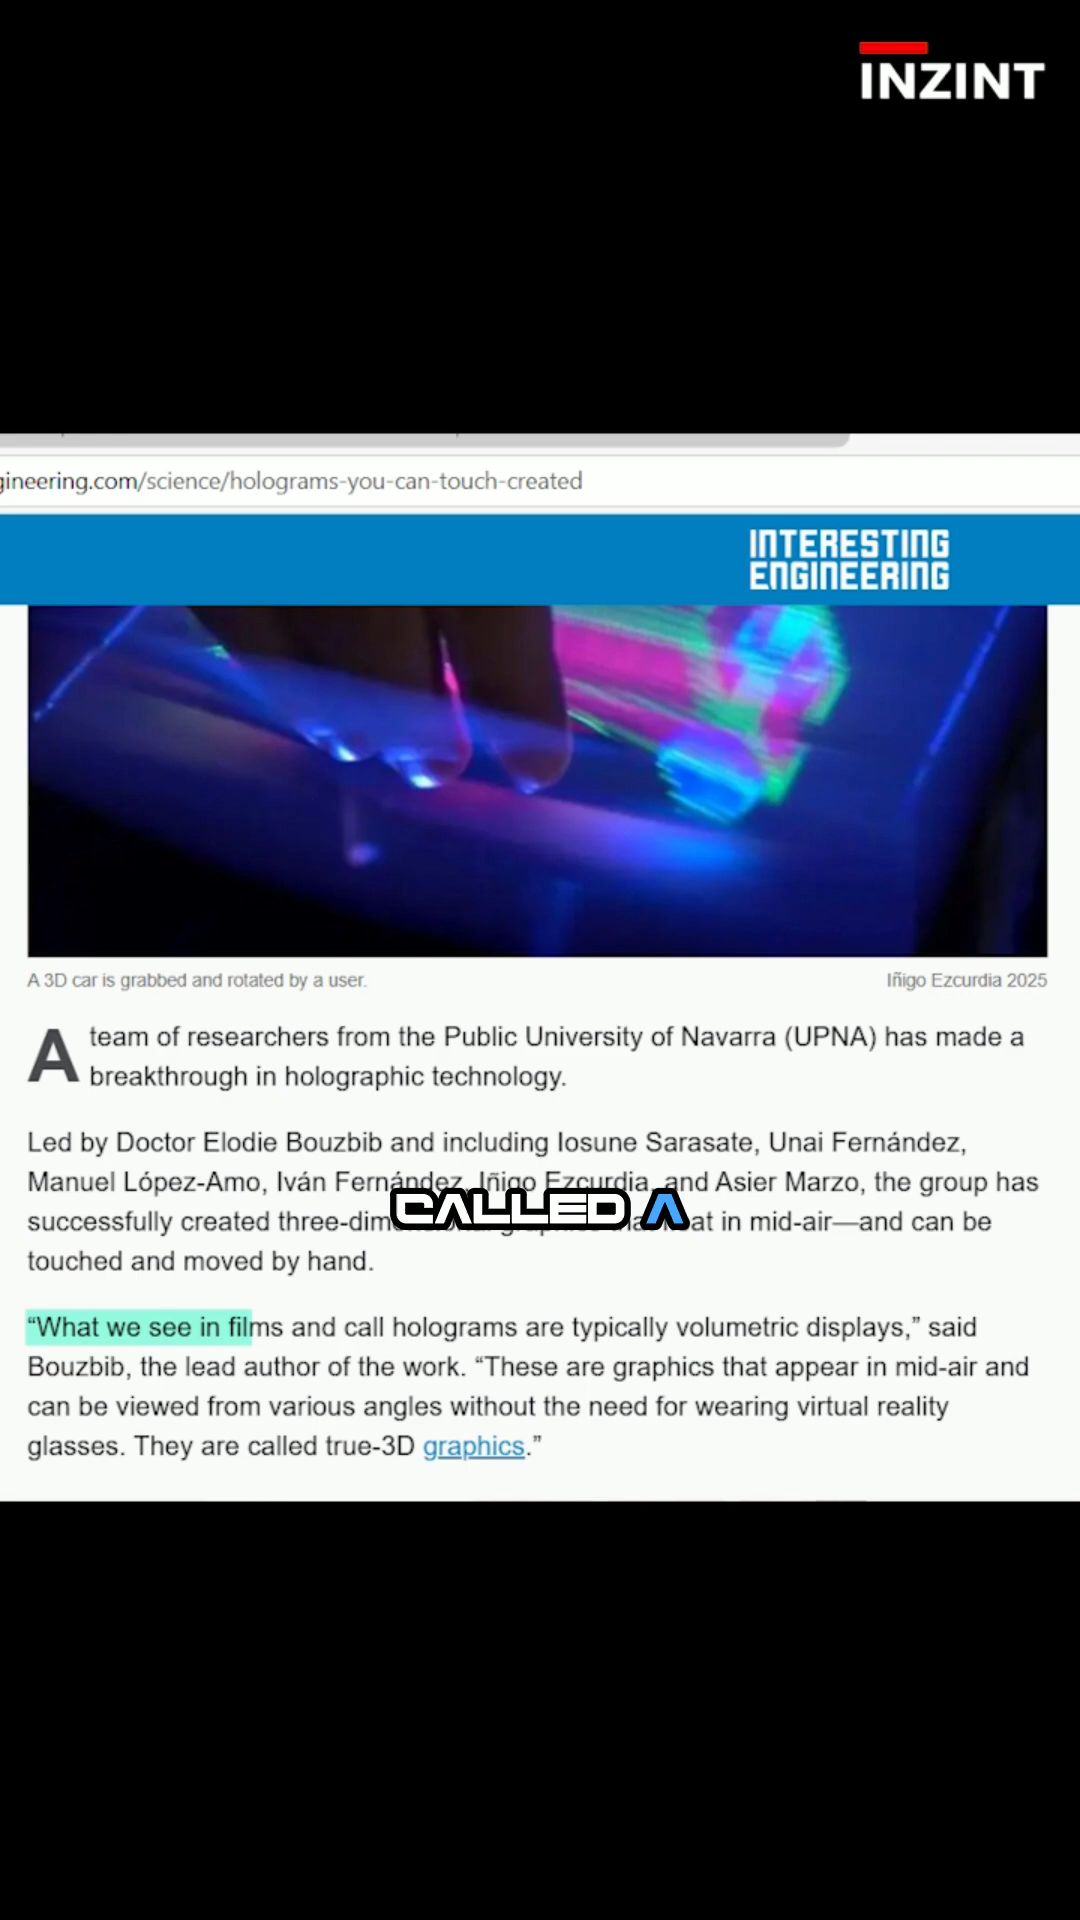 INZINT
gineering.com/science/holograms-you-can-touch-created
INTERESTING
ENGINEERING
A 3D car is grabbed and rotated by a user.
Iñigo Ezcurdia 2025
A team of researchers from the Public University of Navarra (UPNA) has made a
breakthrough in holographic technology.
Led by Doctor Elodie Bouzbib and including Iosune Sarasate, Unai Fernández,
Manuel López-Amo, Iván Fernández, Iñigo Ezcurdia, and Asier Marzo, the group has
CALLED A
successfully created in mid-air—and can be
touched and moved by hand.
“What we see in films and call holograms are typically volumetric displays,” said
Bouzbib, the lead author of the work. “These are graphics that appear in mid-air and
can be viewed from various angles without the need for wearing virtual reality
glasses. They are called true-3D graphics.”